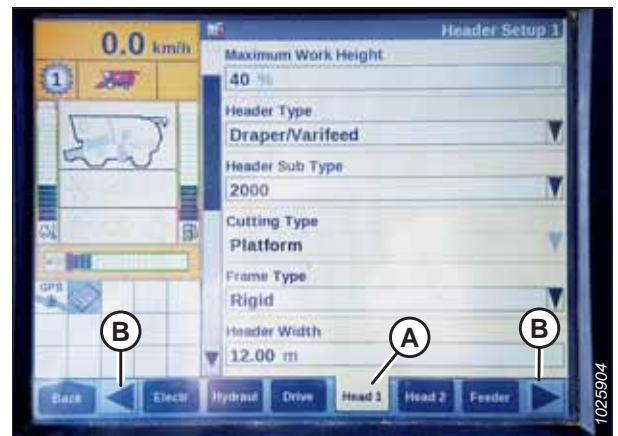 0.0 km/h
Header Setup 1
1
Maximum Work Height
40 %
Header Type
Draper/Varifeed
Header Sub Type
2000
Cutting Type
Platform
Frame Type
Rigid
GPS
Header Width
12.00 m
B
A
B
Back
Electr
Hydraul
Drive
Head 1
Head 2
Feeder
1025904